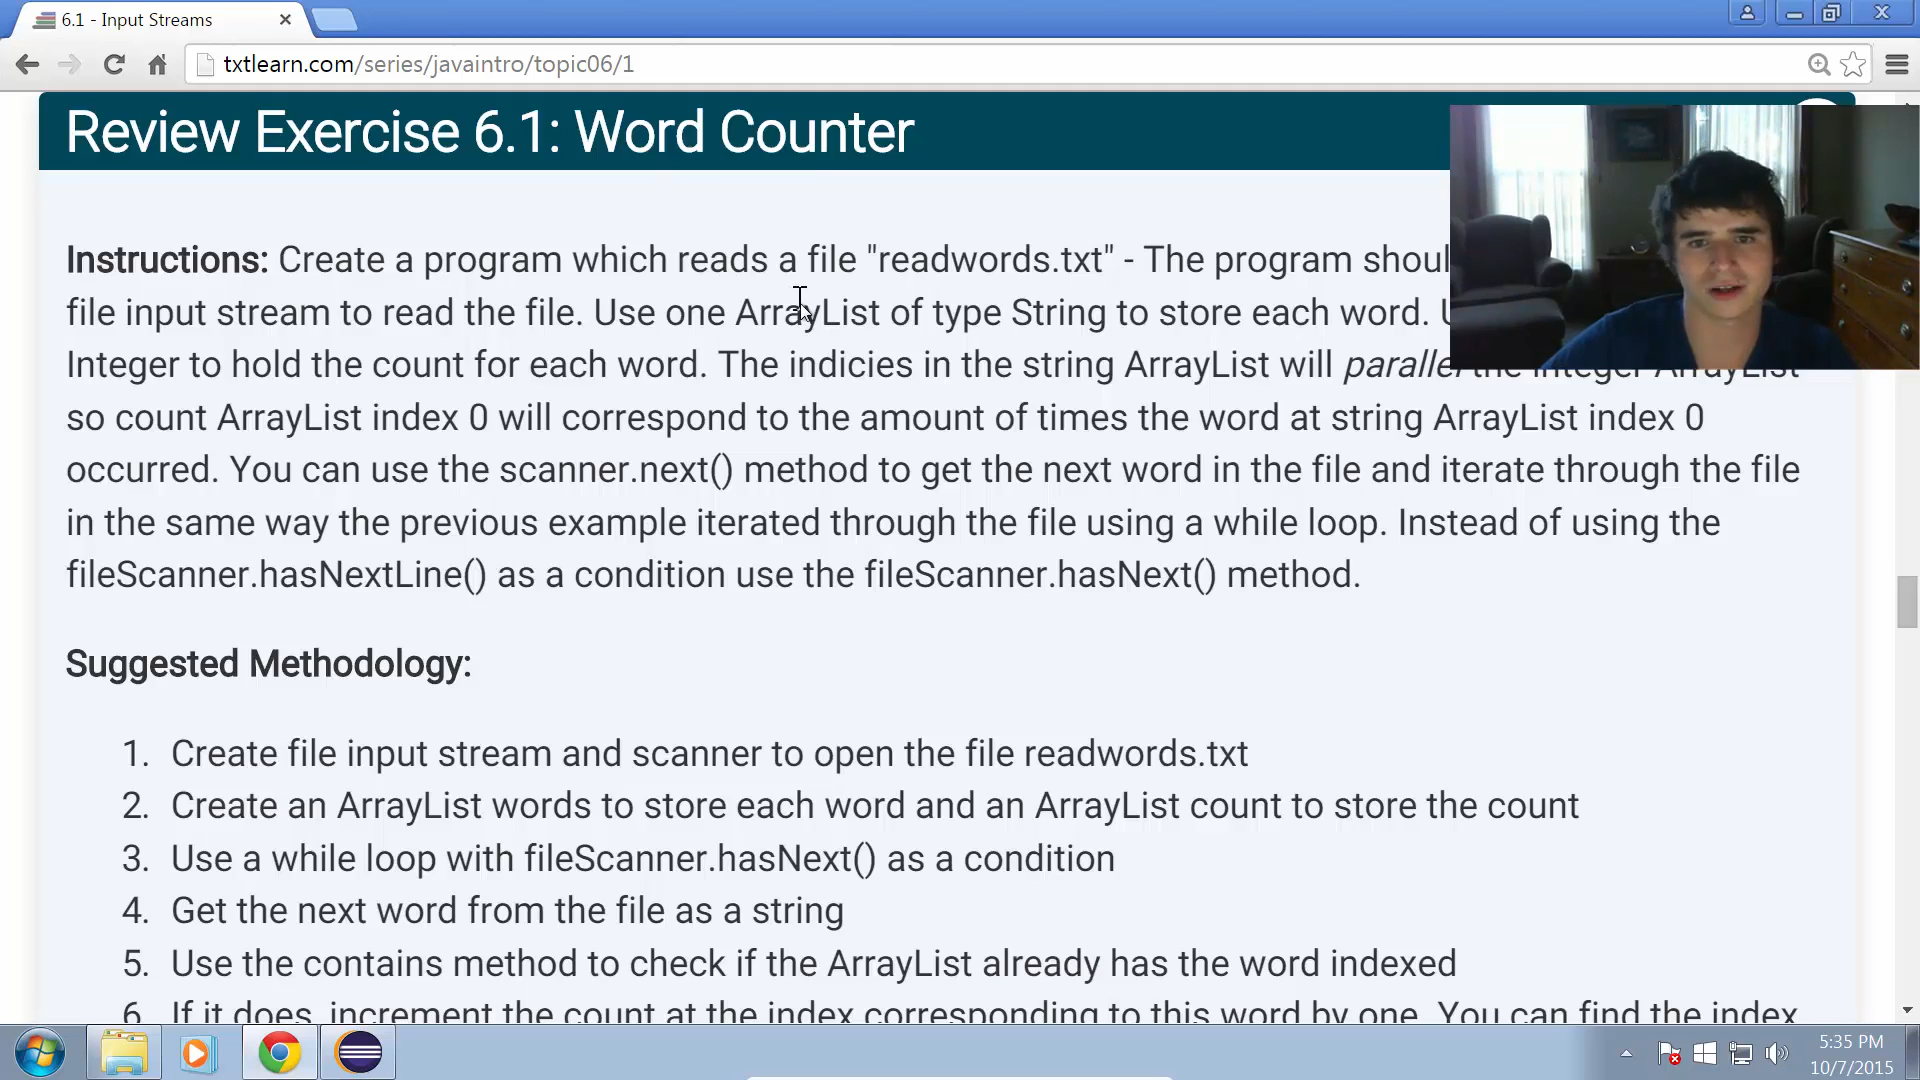 6.1 - Input Streams
txtlearn.com/series/javaintro/topic06/1
Review Exercise 6.1: Word Counter
Instructions: Create a program which reads a file "readwords.txt" - The program shoul
file input stream to read the file. Use one ArrayList of type String to store each word.
Integer to hold the count for each word. The indicies in the string ArrayList will parallel the Integer ArrayList
so count ArrayList index 0 will correspond to the amount of times the word at string ArrayList index 0
occurred. You can use the scanner.next() method to get the next word in the file and iterate through the file
in the same way the previous example iterated through the file using a while loop. Instead of using the
fileScanner.hasNextLine() as a condition use the fileScanner.hasNext() method.
Suggested Methodology:
1. Create file input stream and scanner to open the file readwords.txt
2. Create an ArrayList words to store each word and an ArrayList count to store the count
3. Use a while loop with fileScanner.hasNext() as a condition
4. Get the next word from the file as a string
5. Use the contains method to check if the ArrayList already has the word indexed
6. If it does, increment the count at the index corresponding to this word by one. You can find the index
5:35 PM
10/7/2015